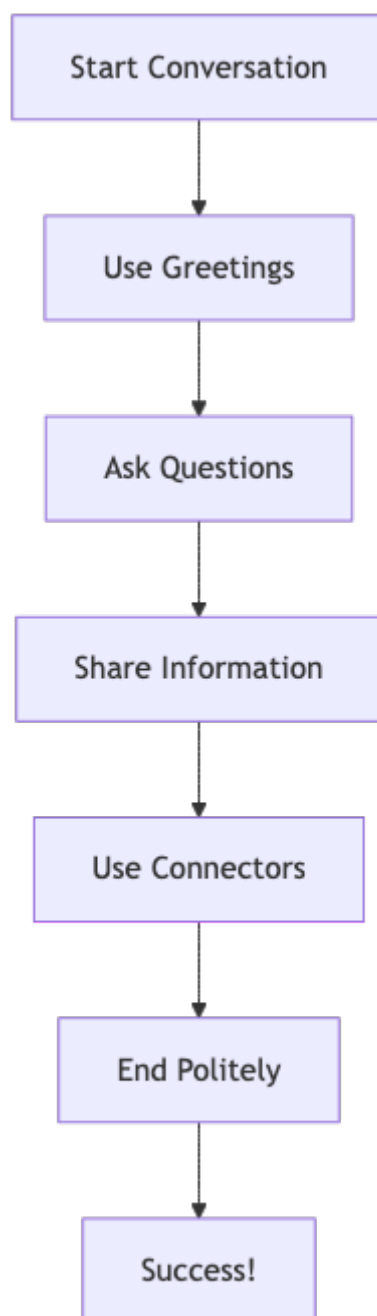 Start Conversation
Use Greetings
Ask Questions
Share Information
Use Connectors
End Politely
Success!